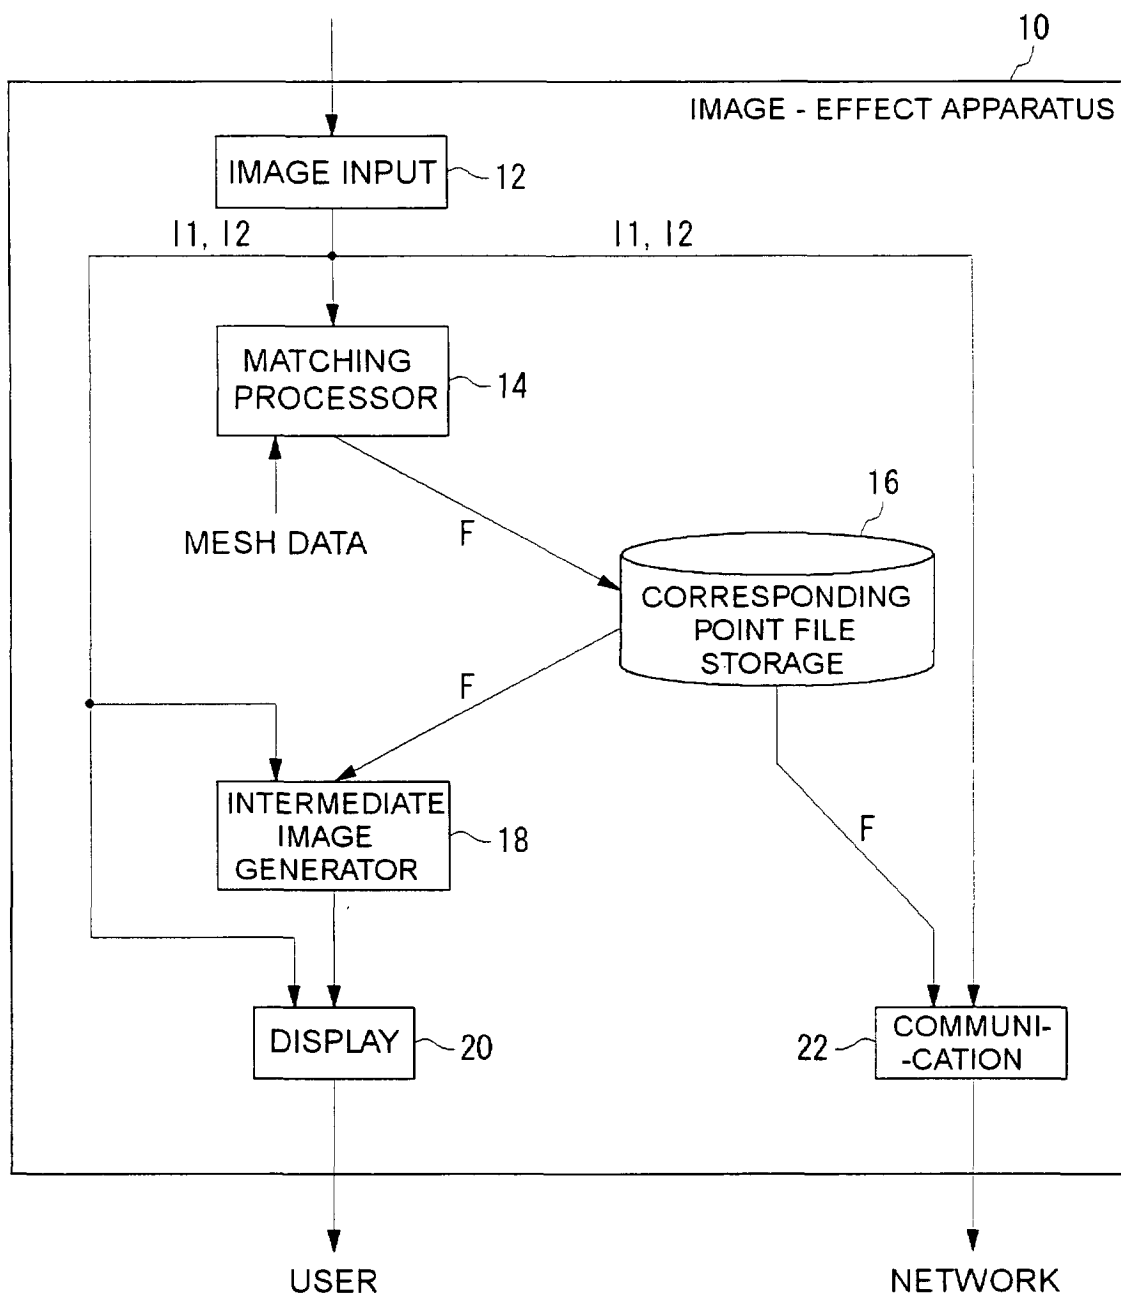 10
IMAGE - EFFECT APPARATUS
IMAGE INPUT
12
I1, I2
I1, I2
MATCHING
PROCESSOR
14
MESH DATA
F
16
CORRESPONDING
POINT FILE
STORAGE
F
INTERMEDIATE
IMAGE
GENERATOR
18
F
DISPLAY
20
22
COMMUNI-
-CATION
USER
NETWORK